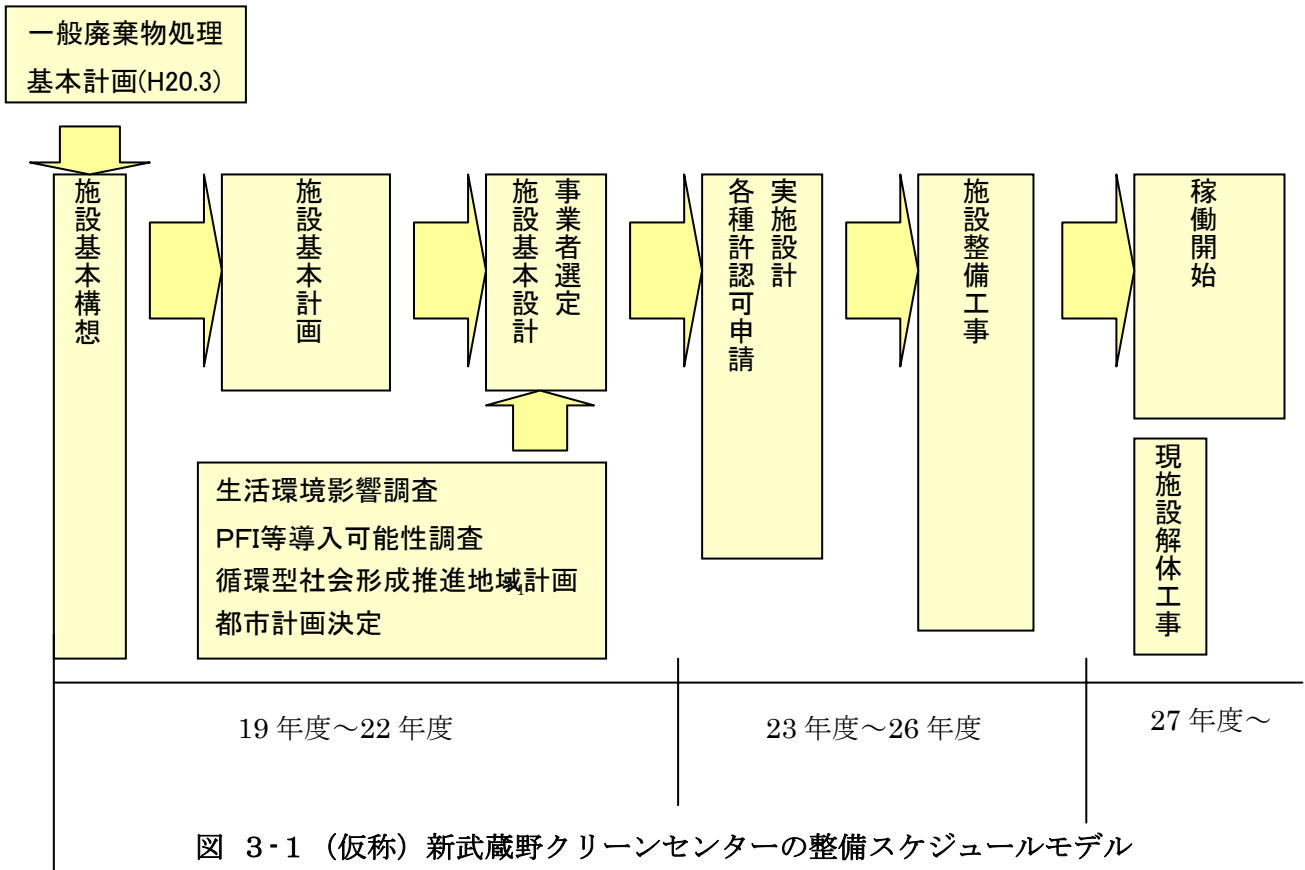 一般廃棄物処理
基本計画(H20.3)
施設基本構想
施設基本計画
事業者選定
施設基本設計
実施設計
各種許認可申請
施設整備工事
稼働開始
生活環境影響調査
PFI等導入可能性調査
循環型社会形成推進地域計画
1
都市計画決定
現施設解体工事
19 年度～22 年度
23 年度～26 年度
27 年度～
図 3-1 （仮称）新武蔵野クリーンセンターの整備スケジュールモデル